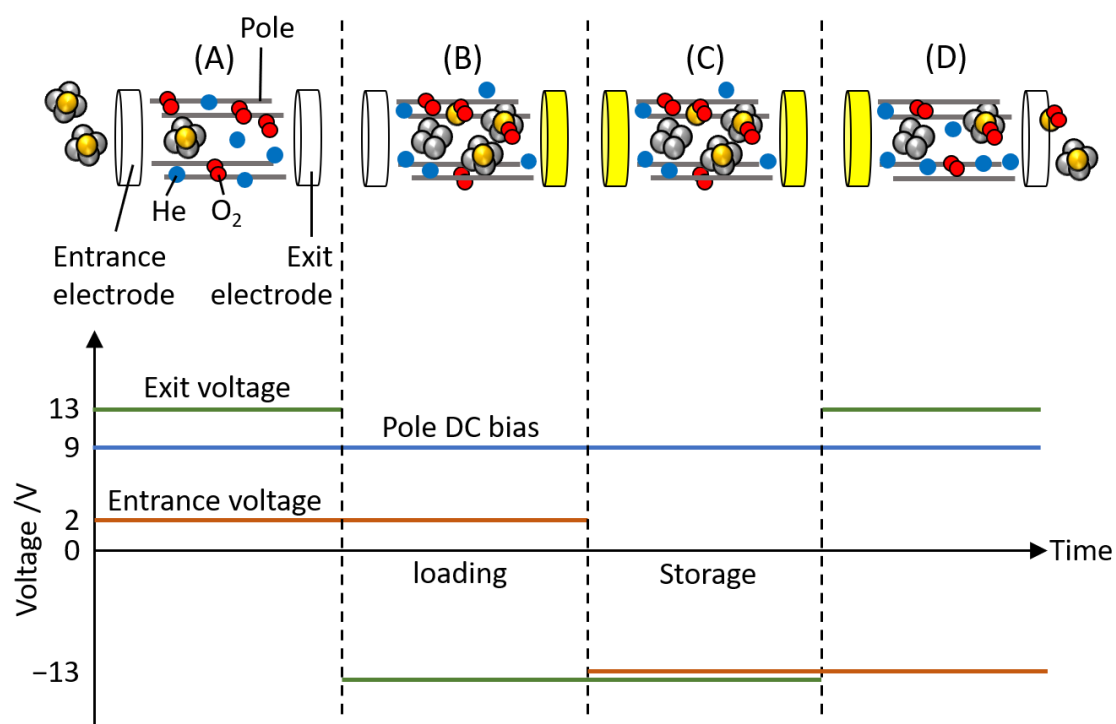 Pole
(A)
(B)
(C)
(D)
He
O₂
Entrance
electrode
Exit
electrode
Exit voltage
13
Pole DC bias
9
Entrance voltage
2
0
Time
loading
Storage
−13
Voltage /V